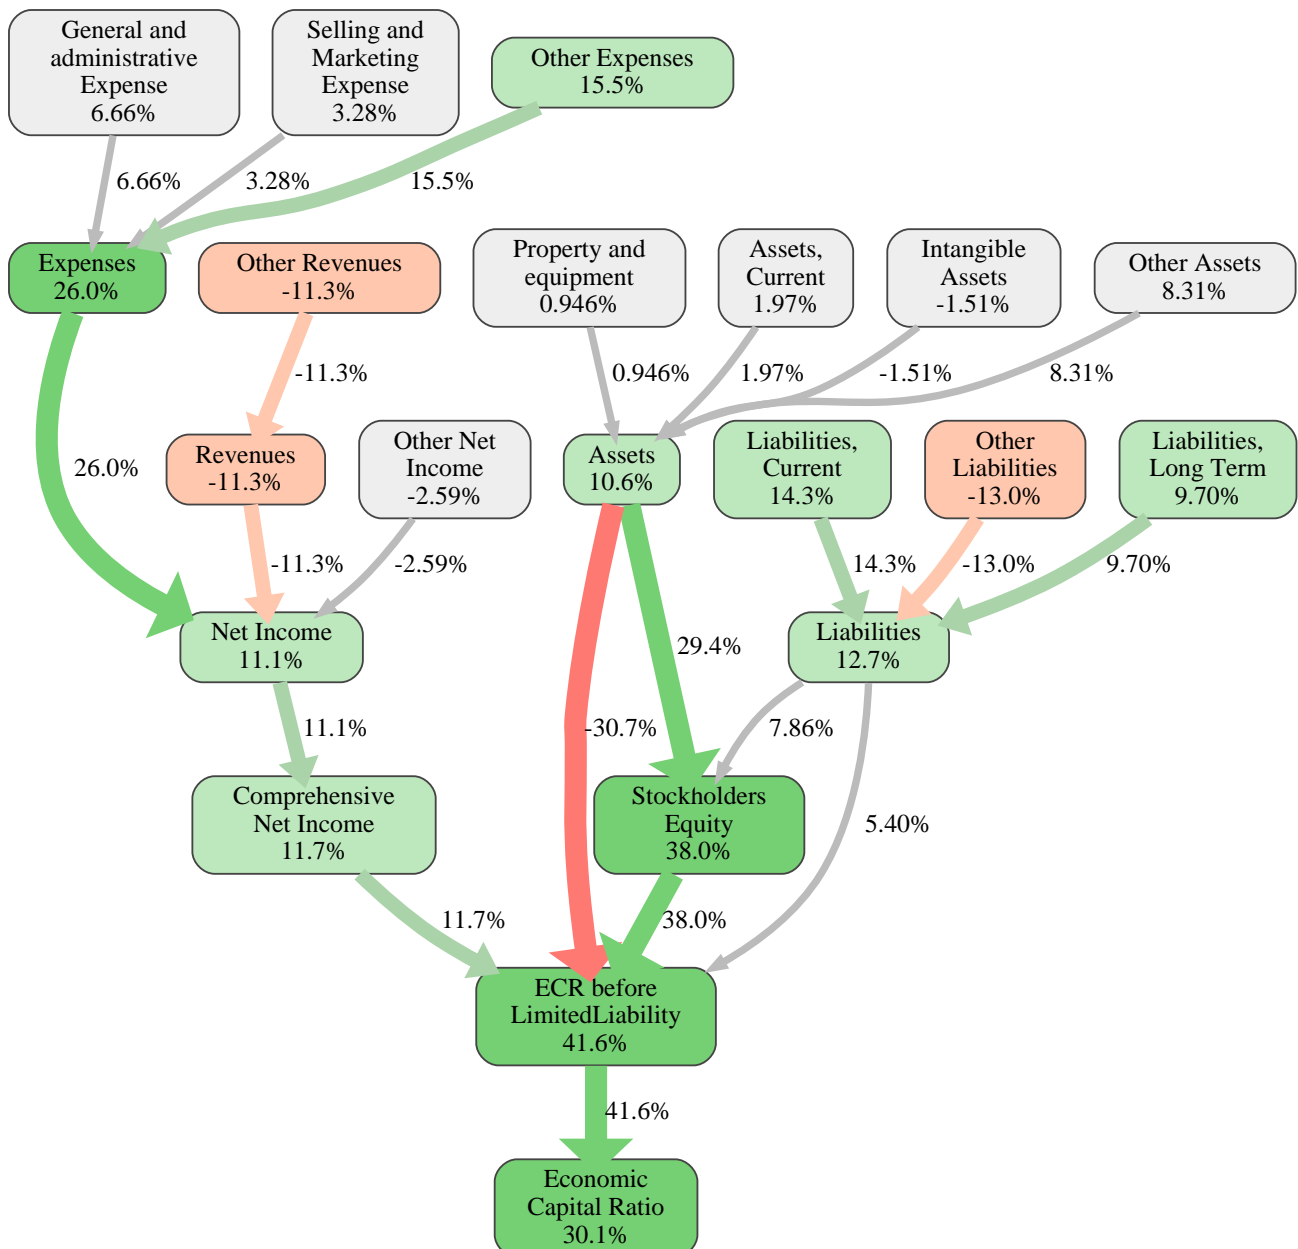 General and
administrative
Expense
6.66%
Selling and
Marketing
Expense
3.28%
Other Expenses
15.5%
6.66%
3.28%
15.5%
Expenses
26.0%
Other Revenues
-11.3%
Property and
equipment
0.946%
Assets,
Current
1.97%
Intangible
Assets
-1.51%
Other Assets
8.31%
-11.3%
0.946%
1.97%
-1.51%
8.31%
26.0%
Revenues
-11.3%
Other Net
Income
-2.59%
Assets
10.6%
Liabilities,
Current
14.3%
Other
Liabilities
-13.0%
Liabilities,
Long Term
9.70%
-11.3%
-2.59%
14.3%
-13.0%
9.70%
Net Income
11.1%
29.4%
Liabilities
12.7%
11.1%
-30.7%
7.86%
Comprehensive
Net Income
11.7%
Stockholders
Equity
38.0%
5.40%
11.7%
38.0%
ECR before
LimitedLiability
41.6%
41.6%
Economic
Capital Ratio
30.1%